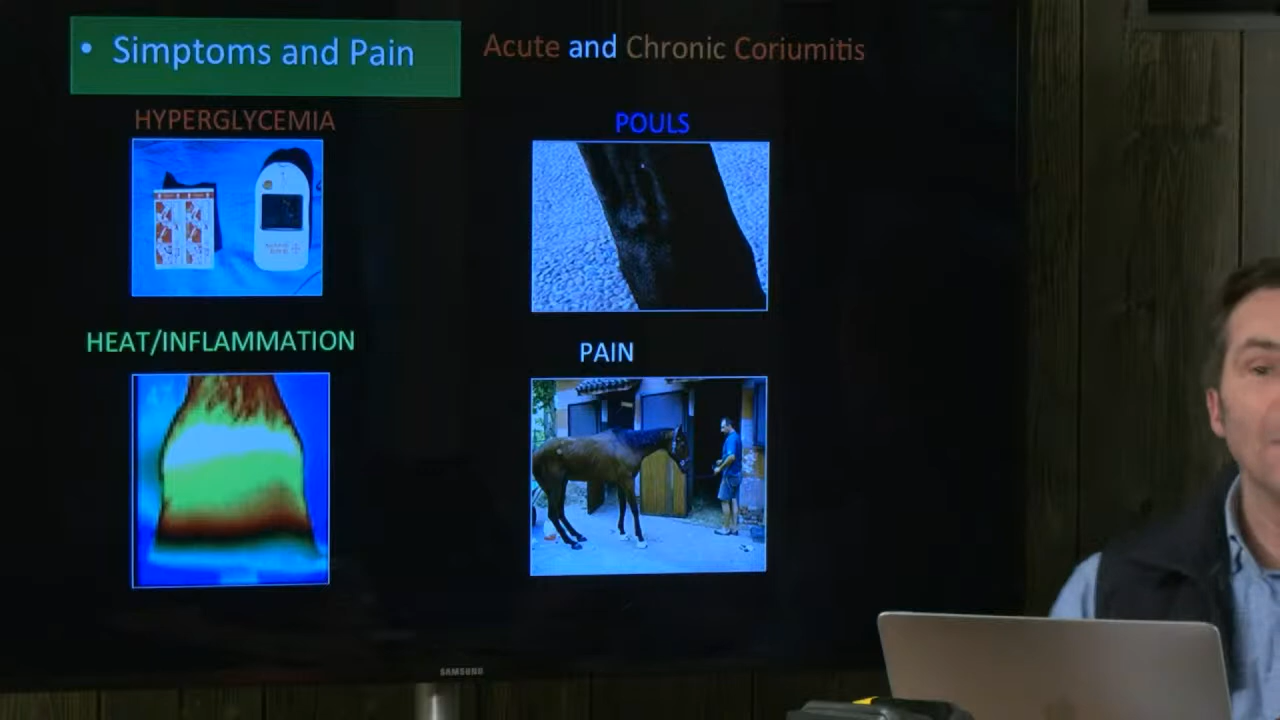 • Simptoms and Pain
Acute and Chronic Coriumitis
HYPERGLYCEMIA
POULS
HEAT/INFLAMMATION
PAIN
SAMSUNG